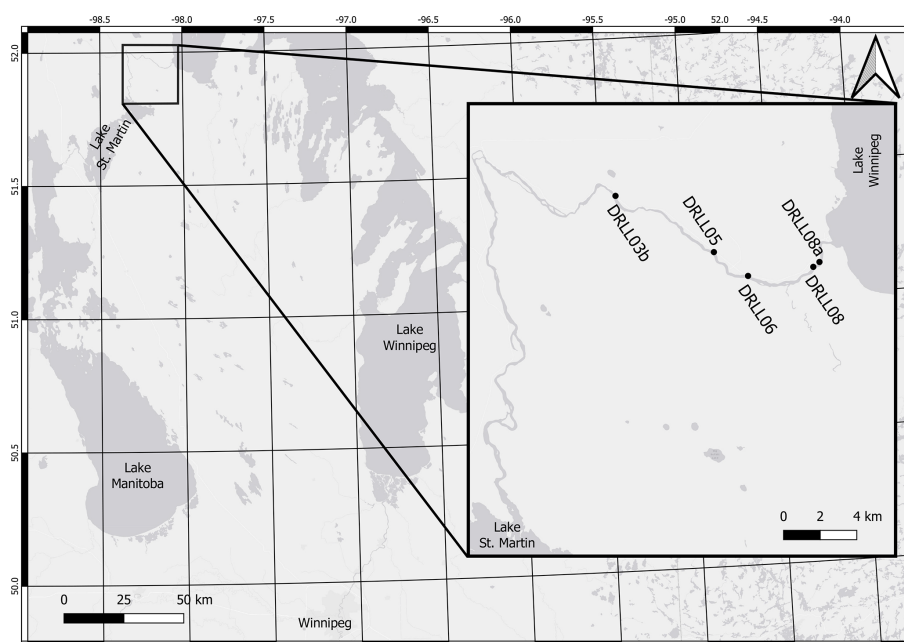 -98.5 -98.0 -97.5 -97.0 -96.5 -96.0 -95.5 -95.0 52.0 -94.5 -94.0
52.0
51.5
51.0
50.5
50.0
Lake
St. Martin
Lake
Winnipeg
Lake
Manitoba
Winnipeg
0 25 50 km
Lake
Winnipeg
DRLL03b
DRLL05
DRLL06
DRLL08a
DRLL08
Lake
St. Martin
0 2 4 km